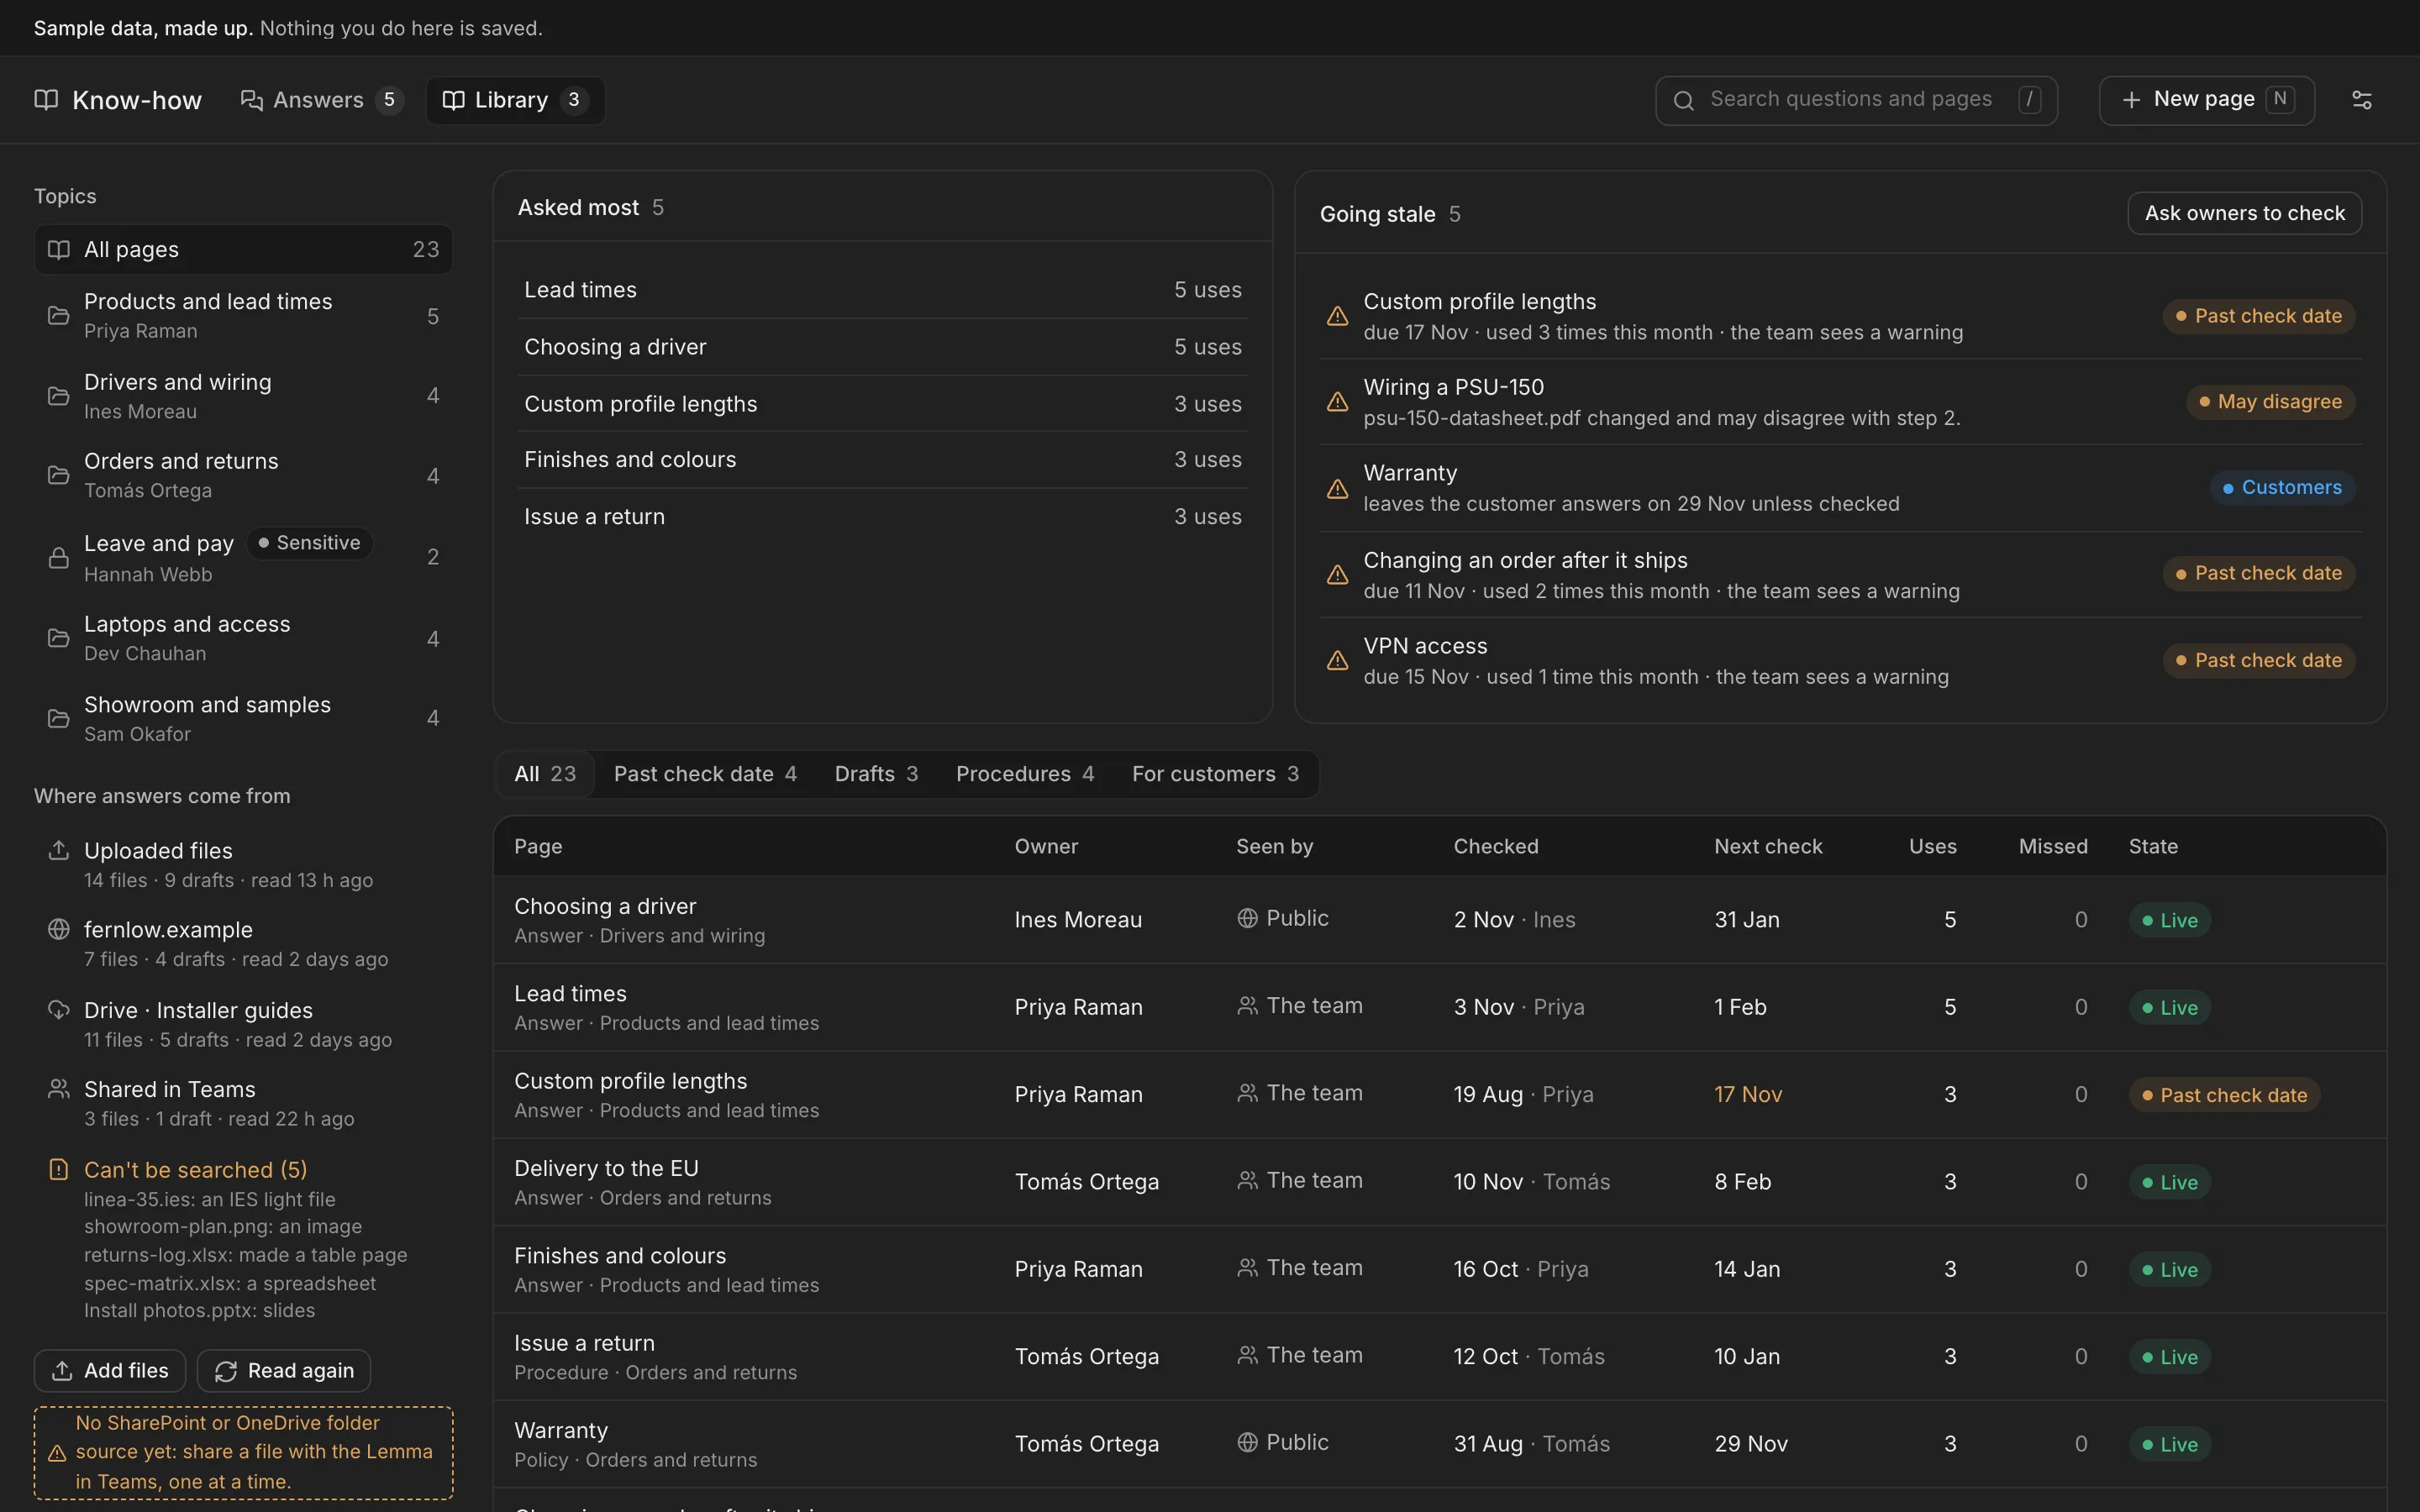 Sample data, made up. Nothing you do here is saved.
Know-how
Answers 5
Library 3
Search questions and pages /
New page N
Topics
All pages 23
Products and lead times
Priya Raman
5
Drivers and wiring
Ines Moreau
4
Orders and returns
Tomás Ortega
4
Leave and pay Sensitive
Hannah Webb
2
Laptops and access
Dev Chauhan
4
Showroom and samples
Sam Okafor
4
Where answers come from
Uploaded files
14 files · 9 drafts · read 13 h ago
fernlow.example
7 files · 4 drafts · read 2 days ago
Drive · Installer guides
11 files · 5 drafts · read 2 days ago
Shared in Teams
3 files · 1 draft · read 22 h ago
Can't be searched (5)
linea-35.ies: an IES light file
showroom-plan.png: an image
returns-log.xlsx: made a table page
spec-matrix.xlsx: a spreadsheet
Install photos.pptx: slides
Add files
Read again
No SharePoint or OneDrive folder
source yet: share a file with the Lemma
in Teams, one at a time.
Asked most 5
Lead times 5 uses
Choosing a driver 5 uses
Custom profile lengths 3 uses
Finishes and colours 3 uses
Issue a return 3 uses
Going stale 5
Ask owners to check
Custom profile lengths
due 17 Nov · used 3 times this month · the team sees a warning
Past check date
Wiring a PSU-150
psu-150-datasheet.pdf changed and may disagree with step 2.
May disagree
Warranty
leaves the customer answers on 29 Nov unless checked
Customers
Changing an order after it ships
due 11 Nov · used 2 times this month · the team sees a warning
Past check date
VPN access
due 15 Nov · used 1 time this month · the team sees a warning
Past check date
All 23 Past check date 4 Drafts 3 Procedures 4 For customers 3
Page Owner Seen by Checked Next check Uses Missed State
Choosing a driver
Answer · Drivers and wiring
Ines Moreau Public 2 Nov · Ines 31 Jan 5 0 Live
Lead times
Answer · Products and lead times
Priya Raman The team 3 Nov · Priya 1 Feb 5 0 Live
Custom profile lengths
Answer · Products and lead times
Priya Raman The team 19 Aug · Priya 17 Nov 3 0 Past check date
Delivery to the EU
Answer · Orders and returns
Tomás Ortega The team 10 Nov · Tomás 8 Feb 3 0 Live
Finishes and colours
Answer · Products and lead times
Priya Raman The team 16 Oct · Priya 14 Jan 3 0 Live
Issue a return
Procedure · Orders and returns
Tomás Ortega The team 12 Oct · Tomás 10 Jan 3 0 Live
Warranty
Policy · Orders and returns
Tomás Ortega Public 31 Aug · Tomás 29 Nov 3 0 Live